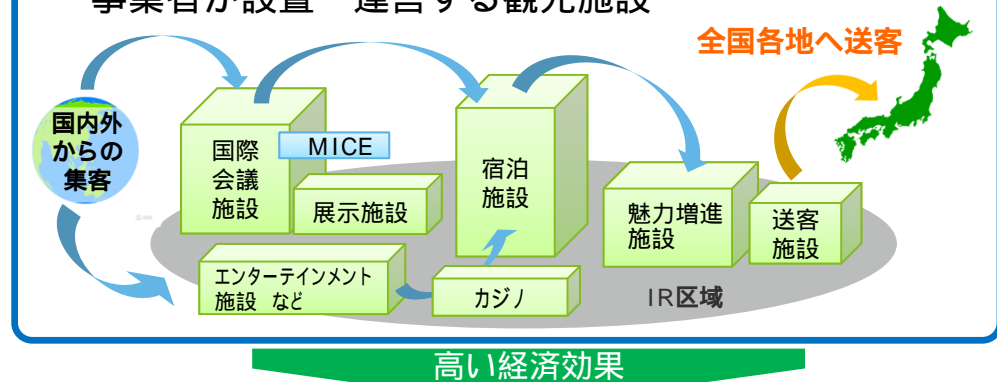 全国各地へ送客
国内外
からの
集客
国際
会議
施設
MICE
展示施設
宿泊
施設
魅力増進
施設
送客
施設
エンターテインメント
施設 など
カジノ
IR区域
高い経済効果